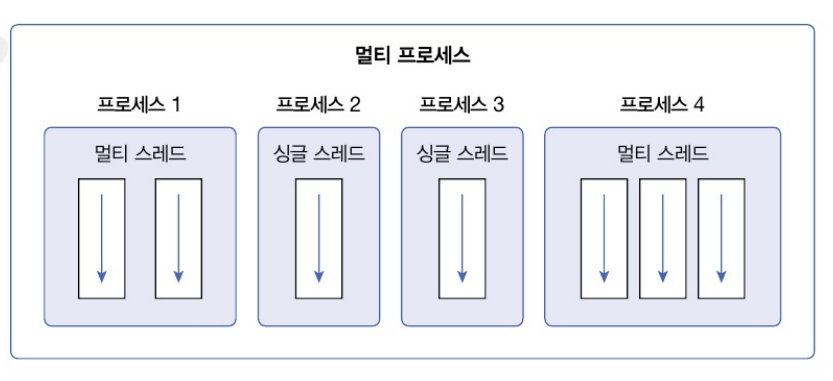 멀티 프로세스
프로세스 1
프로세스 2
프로세스 3
프로세스 4
멀티 스레드
싱글 스레드
싱글 스레드
멀티 스레드